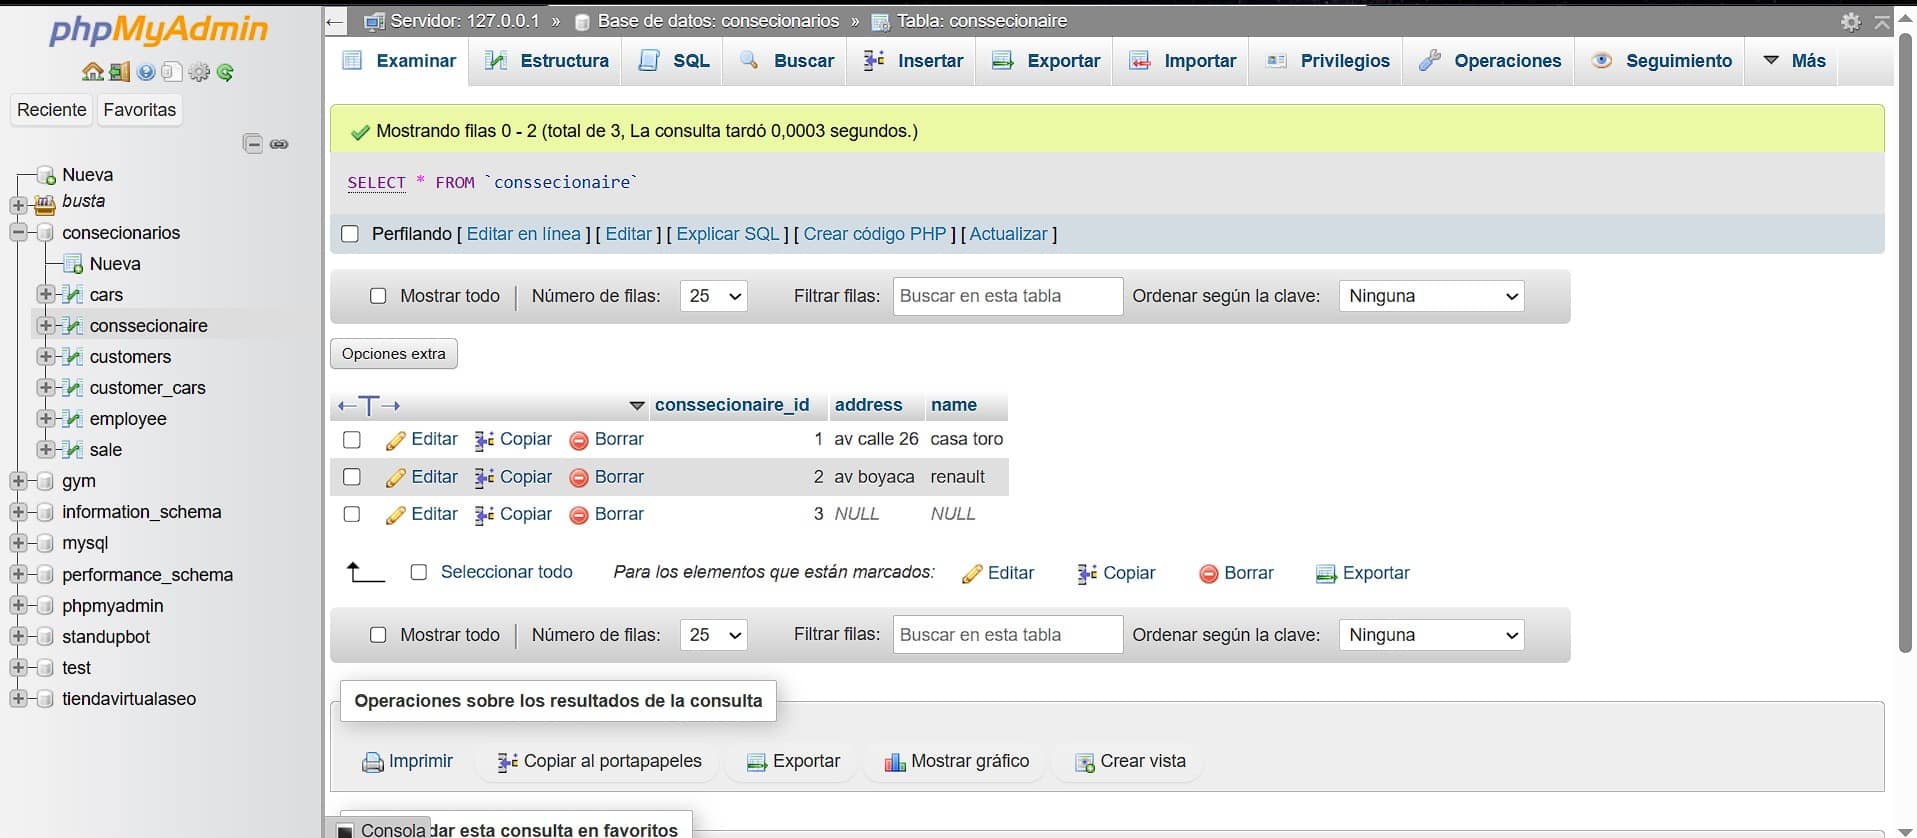 phpMyAdmin
Reciente Favoritas
Nueva
busta
consecionarios
Nueva
cars
conssecionaire
customers
customer_cars
employee
sale
gym
information_schema
mysql
performance_schema
phpmyadmin
standupbot
test
tiendavirtualaseo
Servidor: 127.0.0.1 » Base de datos: consecionarios » Tabla: conssecionaire
Examinar Estructura SQL Buscar Insertar Exportar Importar Privilegios Operaciones Seguimiento Más
Mostrando filas 0 - 2 (total de 3, La consulta tardó 0,0003 segundos.)
SELECT * FROM `conssecionaire`
Perfilando [ Editar en línea ] [ Editar ] [ Explicar SQL ] [ Crear código PHP ] [ Actualizar ]
Mostrar todo | Número de filas: 25 Filtrar filas: Buscar en esta tabla Ordenar según la clave: Ninguna
Opciones extra
←T→ conssecionaire_id address name
Editar Copiar Borrar 1 av calle 26 casa toro
Editar Copiar Borrar 2 av boyaca renault
Editar Copiar Borrar 3 NULL NULL
Seleccionar todo Para los elementos que están marcados: Editar Copiar Borrar Exportar
Mostrar todo | Número de filas: 25 Filtrar filas: Buscar en esta tabla Ordenar según la clave: Ninguna
Operaciones sobre los resultados de la consulta
Imprimir Copiar al portapapeles Exportar Mostrar gráfico Crear vista
Consola dar esta consulta en favoritos